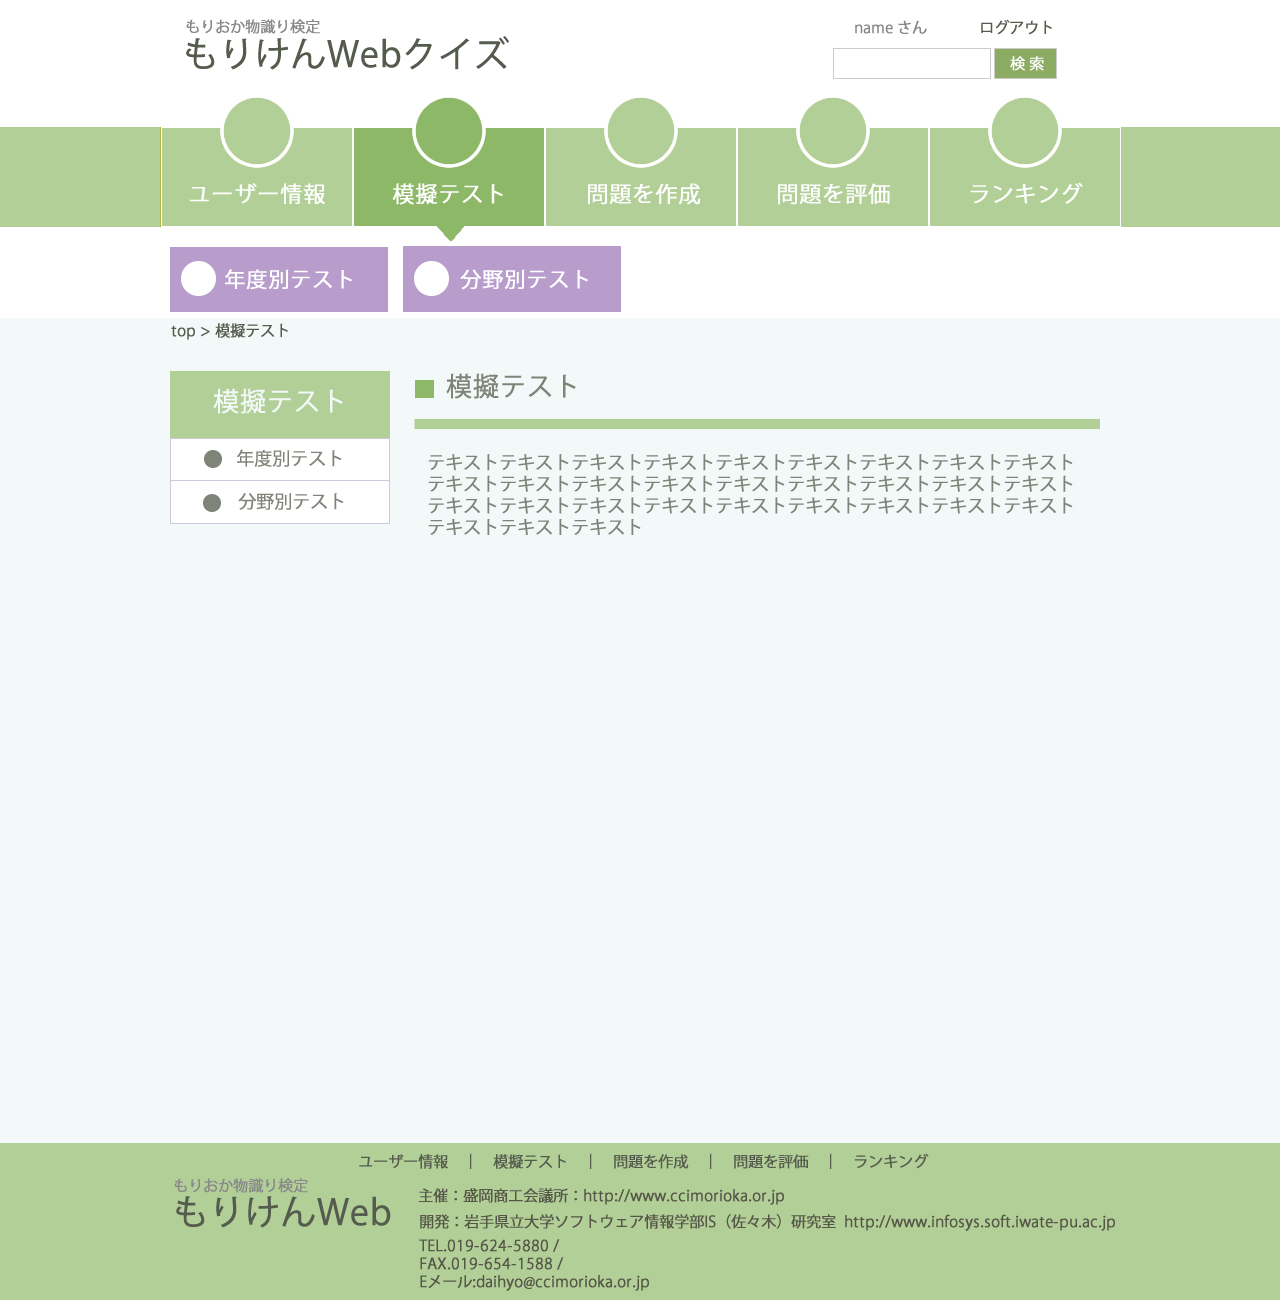 もりおか物識り検定
もりけんWebクイズ
name さん ログアウト
検 索
ユーザー情報 模擬テスト 問題を作成 問題を評価 ランキング
年度別テスト 分野別テスト
top > 模擬テスト
模擬テスト
年度別テスト
分野別テスト
■ 模擬テスト
テキストテキストテキストテキストテキストテキストテキストテキストテキスト
テキストテキストテキストテキストテキストテキストテキストテキストテキスト
テキストテキストテキストテキストテキストテキストテキストテキストテキスト
テキストテキストテキスト
ユーザー情報 | 模擬テスト | 問題を作成 | 問題を評価 | ランキング
もりおか物識り検定
もりけんWeb
主催：盛岡商工会議所：http://www.ccimorioka.or.jp
開発：岩手県立大学ソフトウェア情報学部IS（佐々木）研究室 http://www.infosys.soft.iwate-pu.ac.jp
TEL.019-624-5880 /
FAX.019-654-1588 /
Eメール:daihyo@ccimorioka.or.jp